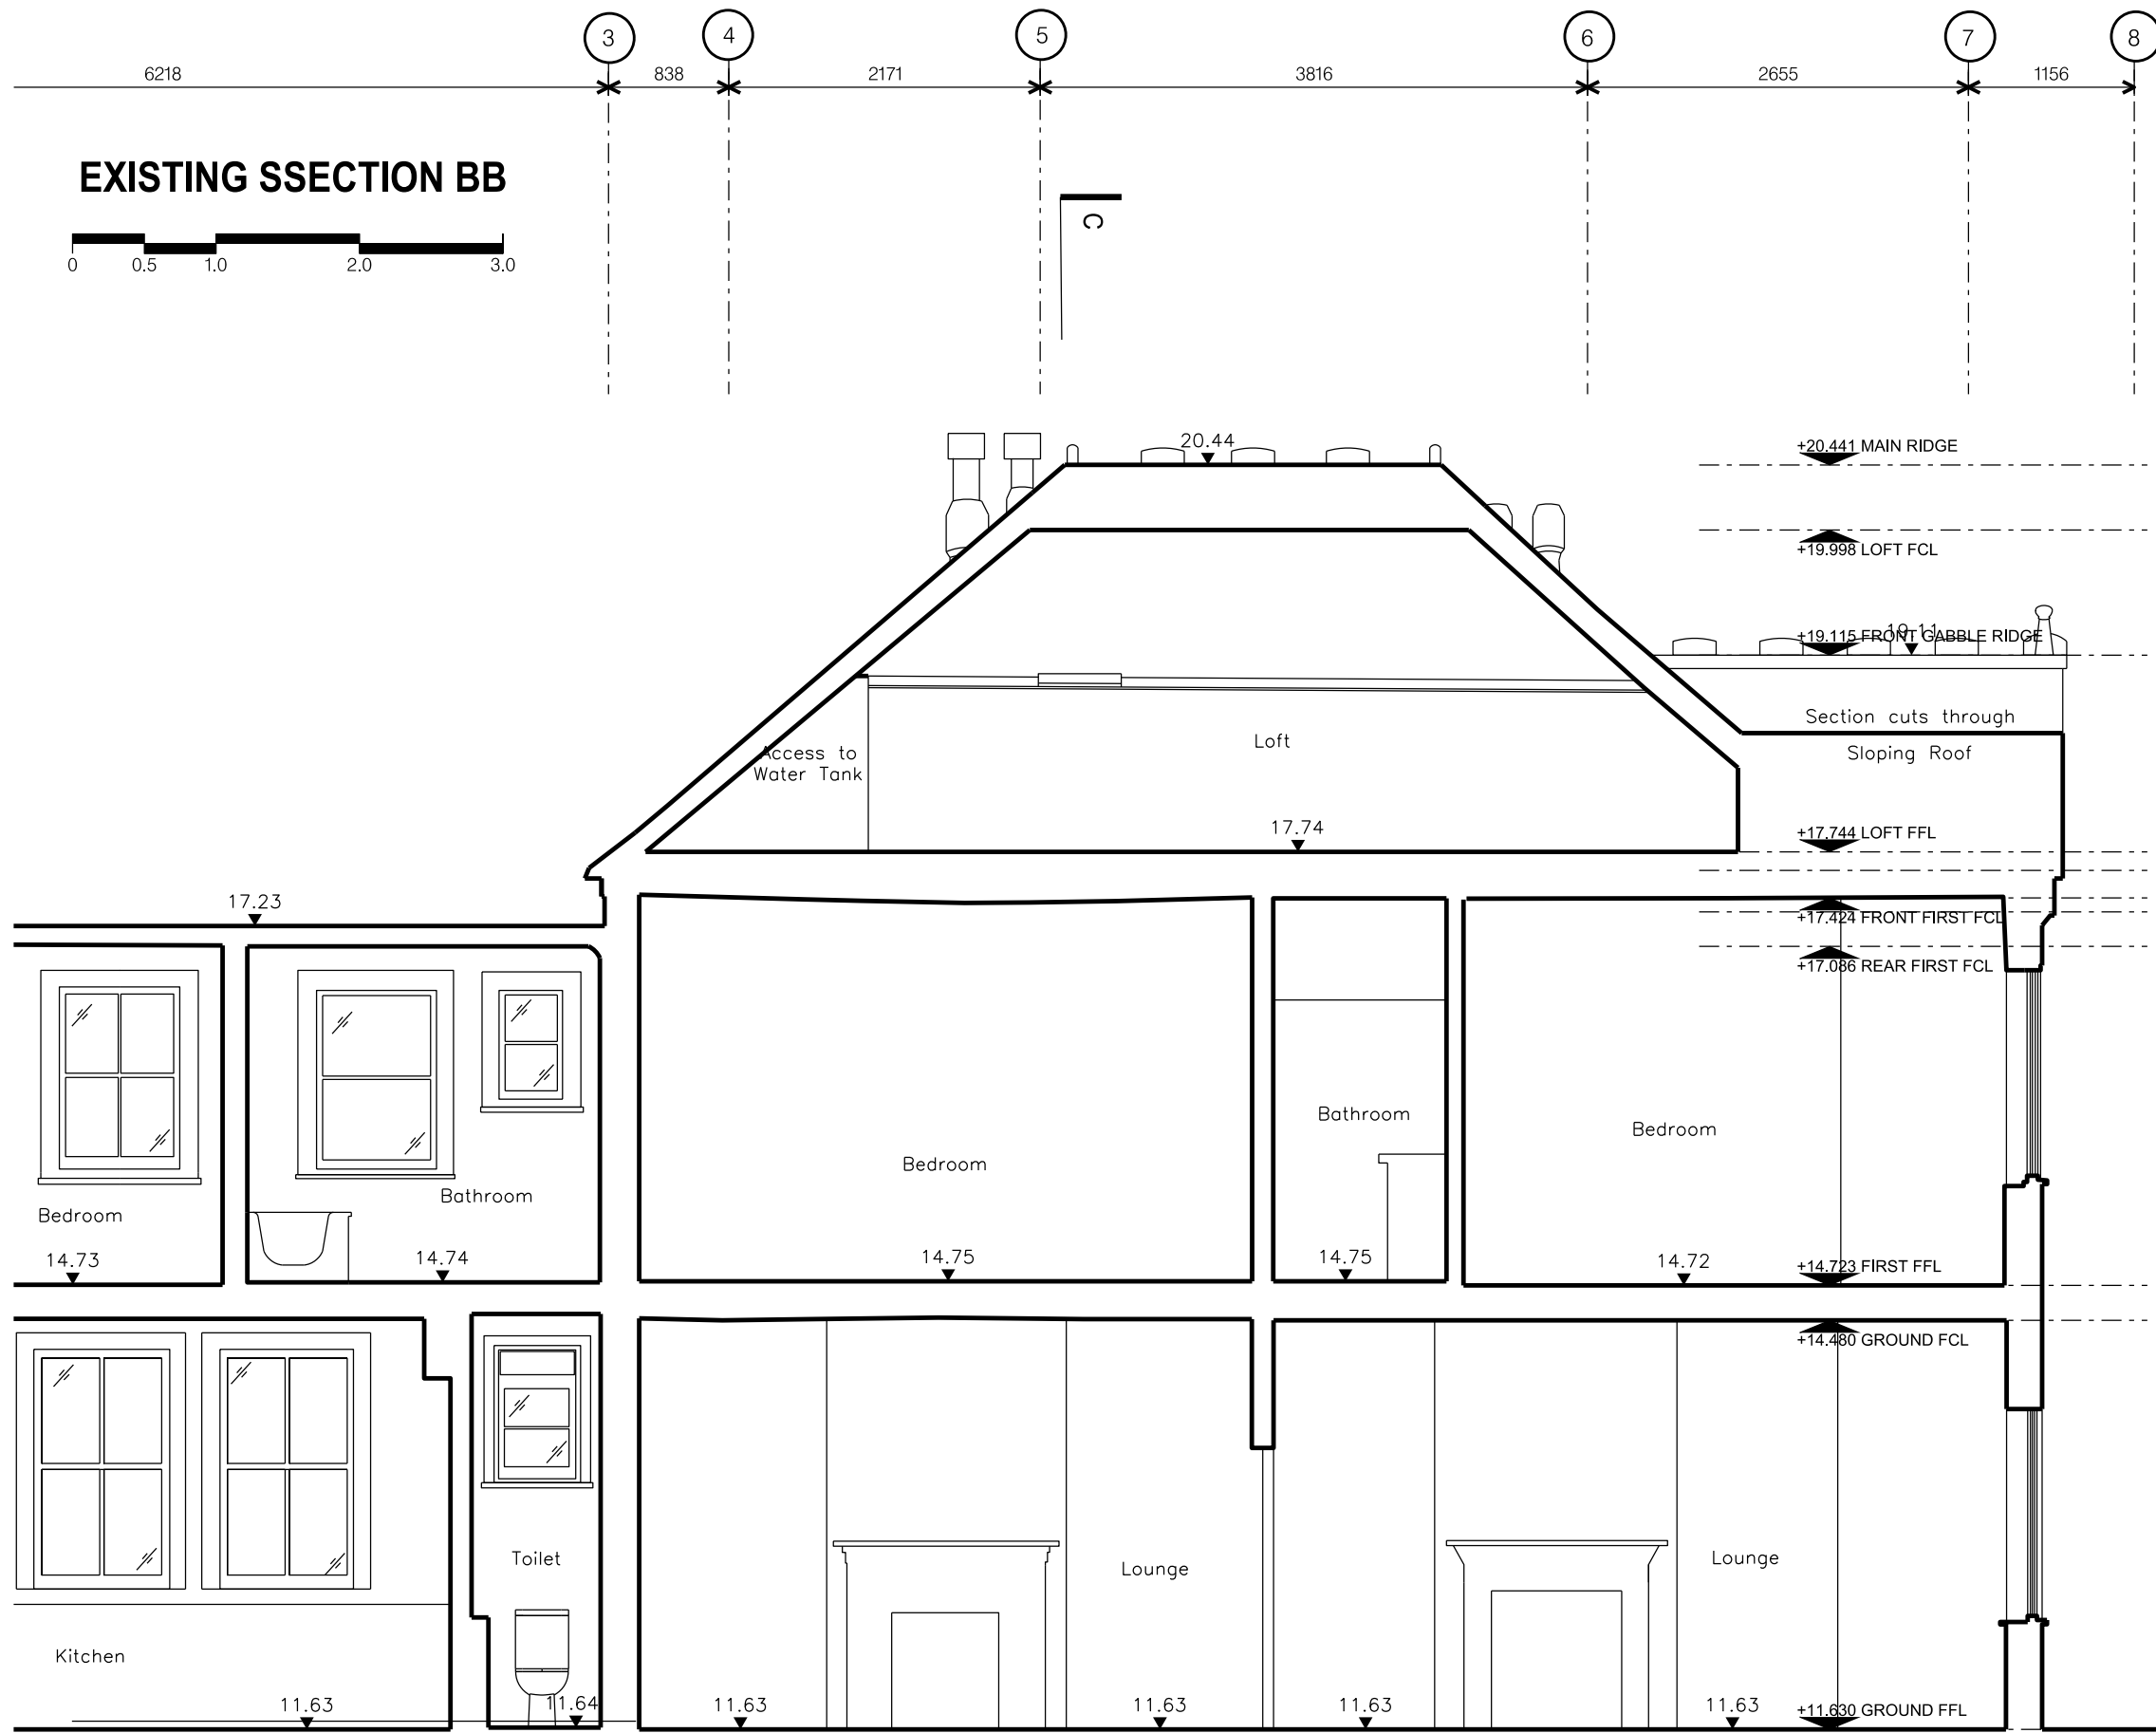 3 4 5 6 7 8
6218 838 2171 3816 2655 1156
EXISTING SSECTION BB
0 0.5 1.0 2.0 3.0
C
20.44
+20.441 MAIN RIDGE
+19.998 LOFT FCL
19.11
+19.115 FRONT GABBLE RIDGE
Section cuts through
Sloping Roof
Loft
Access to
Water Tank
17.74
+17.744 LOFT FFL
17.23
+17.424 FRONT FIRST FCL
+17.086 REAR FIRST FCL
Bathroom
Bedroom
Bedroom
Bathroom
Bedroom
14.73 14.74 14.75 14.75 14.72
+14.723 FIRST FFL
+14.480 GROUND FCL
Toilet
Lounge
Lounge
Kitchen
11.63 11.64 11.63 11.63 11.63 11.63
+11.630 GROUND FFL